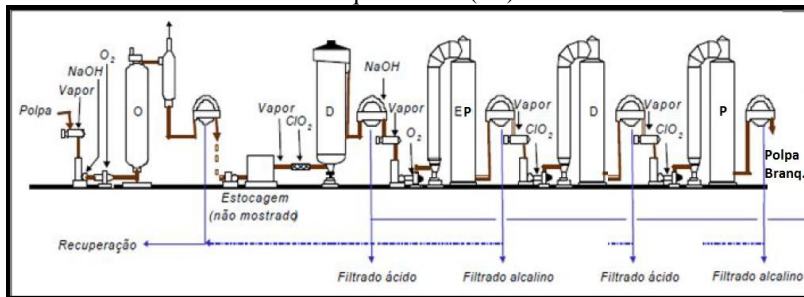 Polpa
Vapor
NaOH
O2
O
Estocagem
(não mostrado)
Vapor
ClO2
D
NaOH
Vapor
O2
EP
Vapor
ClO2
D
Vapor
ClO2
P
Polpa
Branq.
Recuperação
Filtrado ácido
Filtrado alcalino
Filtrado ácido
Filtrado alcalino